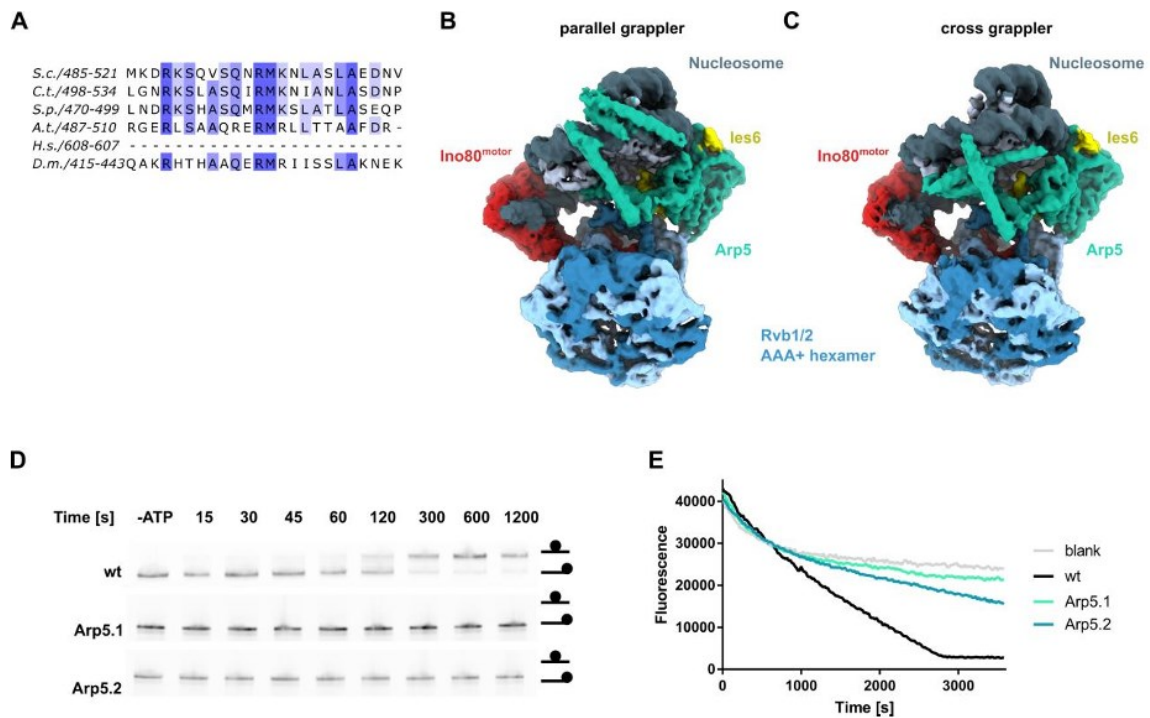 A
S.c./485-521 MKDRKSQVSQNRMKNLASLAEDNV
C.t./498-534 LGNRKSLASQIRMKNIANLASDNP
S.p./470-499 LNDRKSHASQMRMKSLATLASEQP
A.t./487-510 RGERLSAAQRERMRLLTTAAFDR-
H.s./608-607 ------------------------
D.m./415-443 QAKRHTHAAQERMRIISSLAKNEK
B
parallel grappler
Nucleosome
Ino80motor
Ies6
Arp5
Rvb1/2
AAA+ hexamer
C
cross grappler
Nucleosome
Ino80motor
Ies6
Arp5
D
Time [s] -ATP 15 30 45 60 120 300 600 1200
wt
Arp5.1
Arp5.2
E
Fluorescence
40000
30000
20000
10000
0
0 1000 2000 3000
Time [s]
blank
wt
Arp5.1
Arp5.2